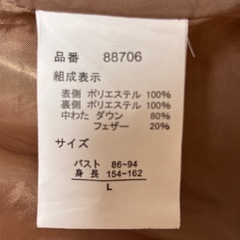 品番 88706
組成表示
表側 ポリエステル 100%
裏側 ポリエステル 100%
中わた ダウン 80%
フェザー 20%
サイズ
バスト 86-94
身長 154-162
L